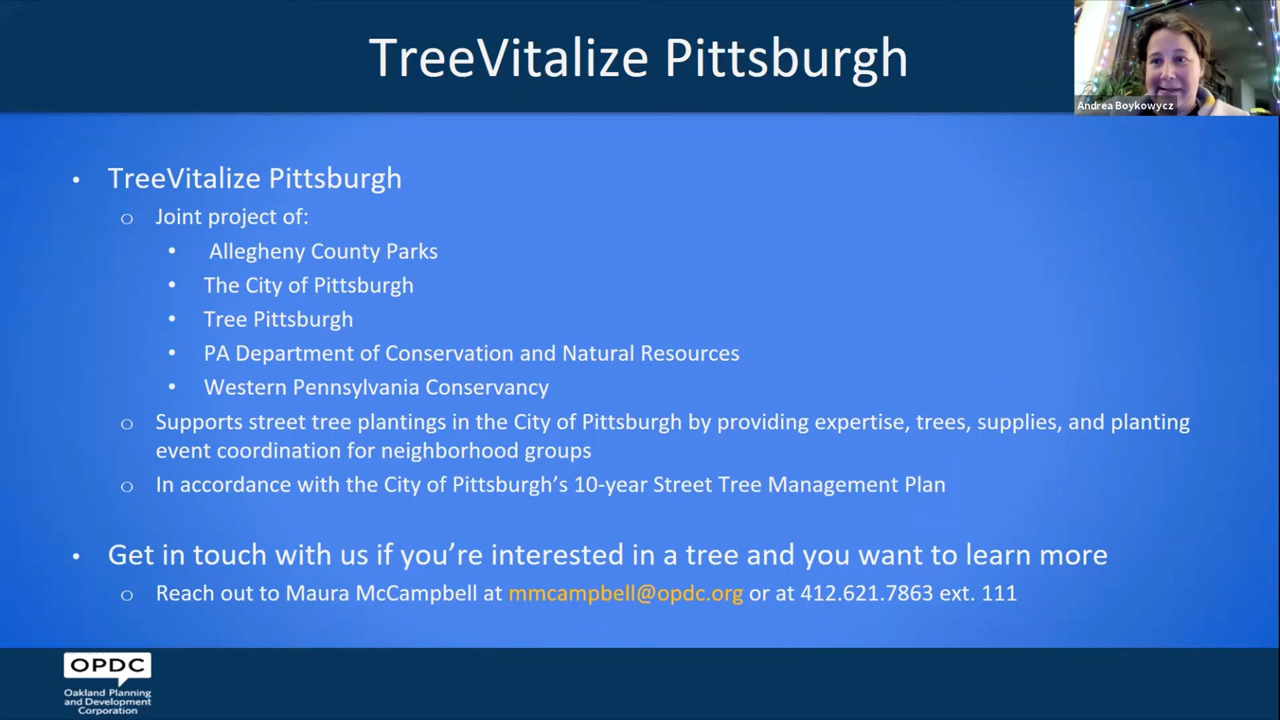 TreeVitalize Pittsburgh
Andrea Boykowycz
• TreeVitalize Pittsburgh
o Joint project of:
• Allegheny County Parks
• The City of Pittsburgh
• Tree Pittsburgh
• PA Department of Conservation and Natural Resources
• Western Pennsylvania Conservancy
o Supports street tree plantings in the City of Pittsburgh by providing expertise, trees, supplies, and planting
event coordination for neighborhood groups
o In accordance with the City of Pittsburgh’s 10-year Street Tree Management Plan
• Get in touch with us if you’re interested in a tree and you want to learn more
o Reach out to Maura McCampbell at mmcampbell@opdc.org or at 412.621.7863 ext. 111
OPDC
Oakland Planning
and Development
Corporation